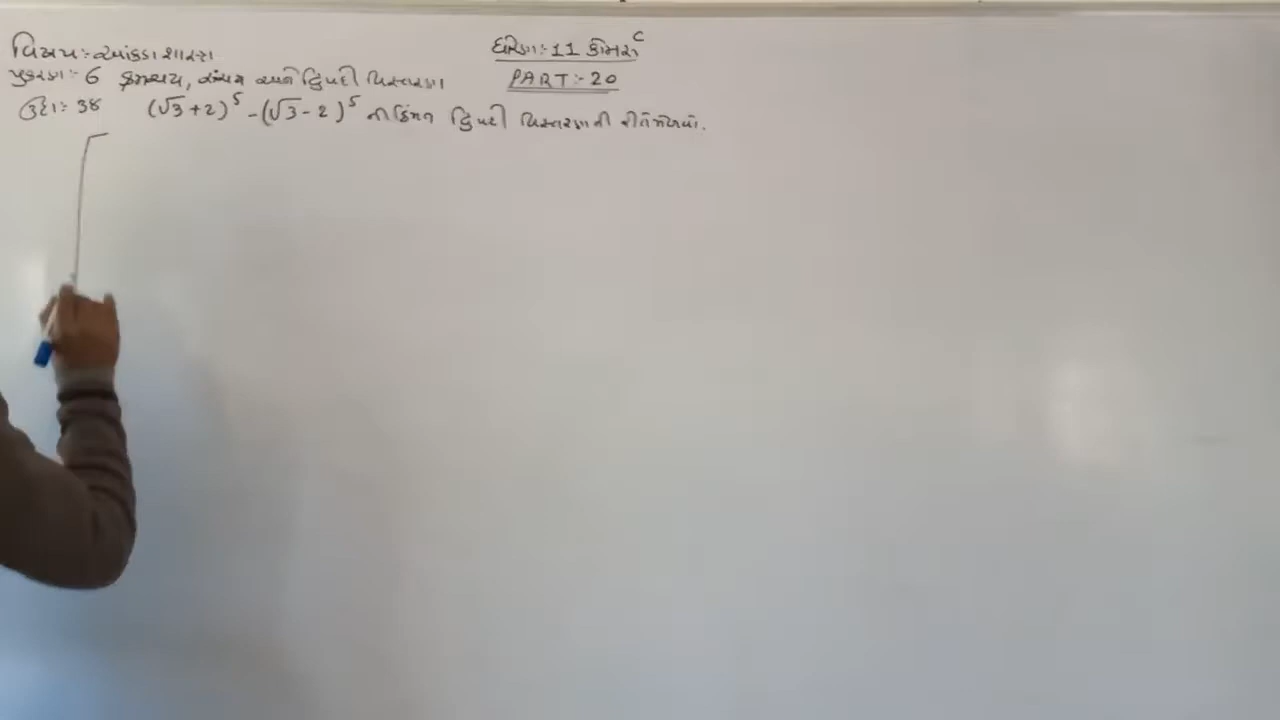 વિષય:- આંકડાશાસ્ત્ર
ધોરણ:- 11 કોમર્સ C
પ્રકરણ:- 6 ક્રમચય, સંચય અને દ્વિપદી વિસ્તરણ
PART:- 20
ઉદા:- 38 (√3+2)^5 - (√3-2)^5 ની કિંમત દ્વિપદી વિસ્તરણની રીતે મેળવો.